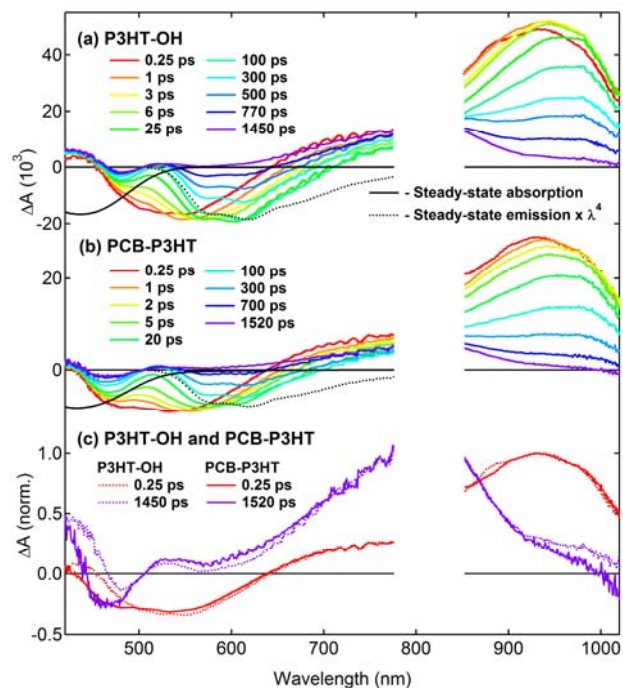 (a) P3HT-OH
0.25 ps 100 ps
1 ps 300 ps
3 ps 500 ps
6 ps 770 ps
25 ps 1450 ps
40
20
0
-20
ΔA (10³)
- Steady-state absorption
- Steady-state emission x λ⁴
(b) PCB-P3HT
0.25 ps 100 ps
1 ps 300 ps
2 ps 700 ps
5 ps 1520 ps
20 ps
20
0
(c) P3HT-OH and PCB-P3HT
P3HT-OH PCB-P3HT
0.25 ps 0.25 ps
1450 ps 1520 ps
1.0
0.5
0.0
-0.5
ΔA (norm.)
500 600 700 800 900 1000
Wavelength (nm)